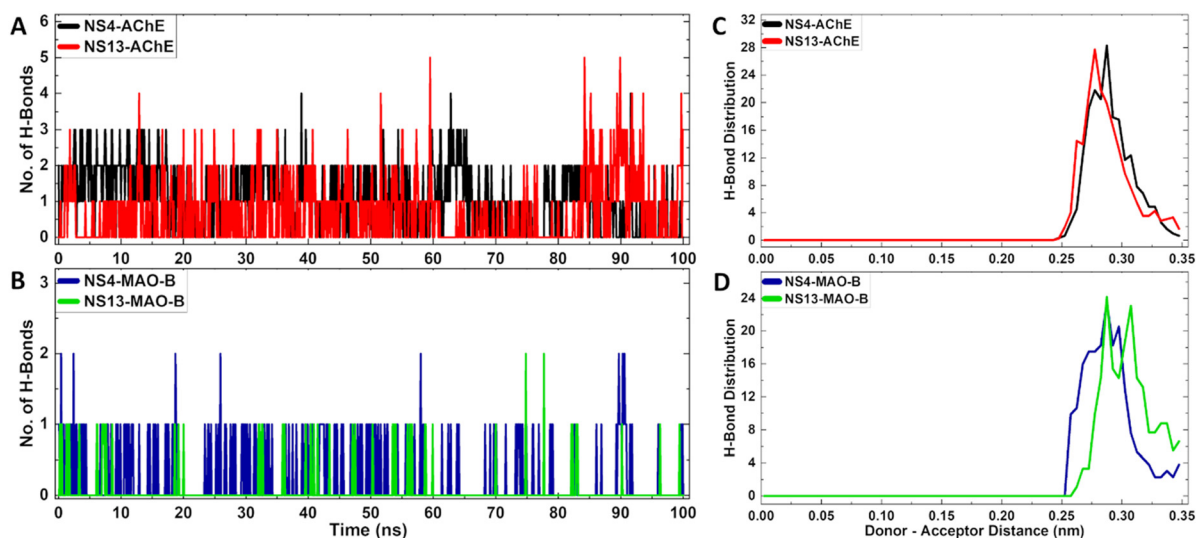 A
NS4-AChE
NS13-AChE
No. of H-Bonds
6
5
4
3
2
1
0
0 10 20 30 40 50 60 70 80 90 100
C
NS4-AChE
NS13-AChE
H-Bond Distribution
32
28
24
20
16
12
8
4
0
0.00 0.05 0.10 0.15 0.20 0.25 0.30 0.35
B
NS4-MAO-B
NS13-MAO-B
No. of H-Bonds
3
2
1
0
0 10 20 30 40 50 60 70 80 90 100
Time (ns)
D
NS4-MAO-B
NS13-MAO-B
H-Bond Distribution
24
20
16
12
8
4
0
0.00 0.05 0.10 0.15 0.20 0.25 0.30 0.35
Donor - Acceptor Distance (nm)